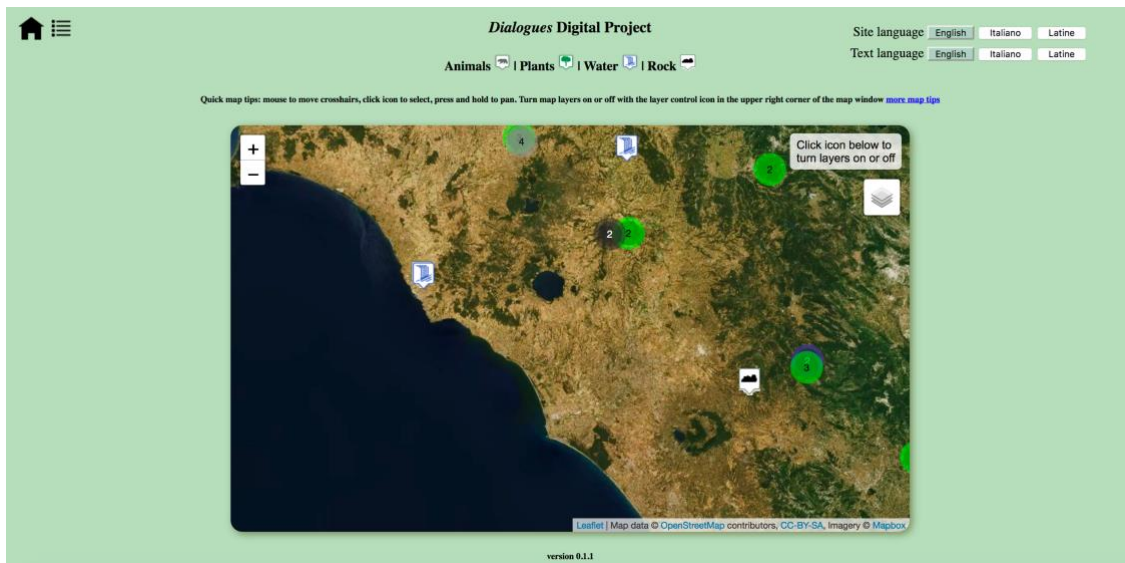 Dialogues Digital Project
Site language English Italiano Latine
Text language English Italiano Latine
Animals | Plants | Water | Rock
Quick map tips: mouse to move crosshairs, click icon to select, press and hold to pan. Turn map layers on or off with the layer control icon in the upper right corner of the map window more map tips
+
−
Click icon below to
turn layers on or off
4
2
2 2
3
Leaflet | Map data © OpenStreetMap contributors, CC-BY-SA, Imagery © Mapbox
version 0.1.1